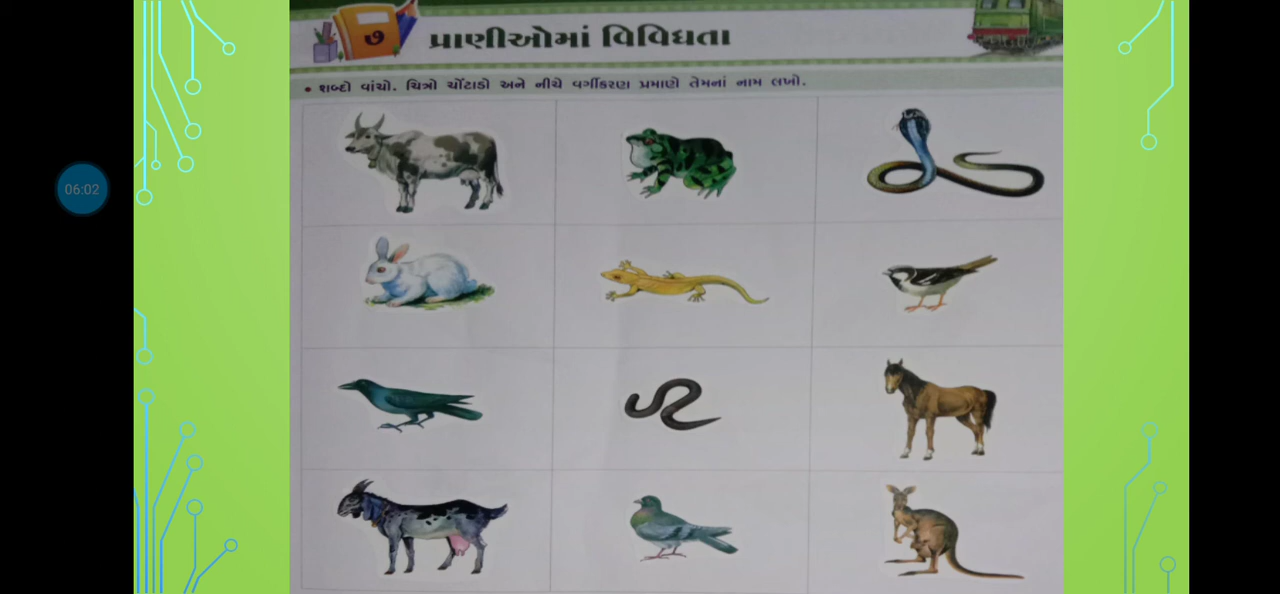 06:02
૭
પ્રાણીઓમાં વિવિધતા
• શબ્દો વાંચો. ચિત્રો ચોંટાડો અને નીચે વર્ગીકરણ પ્રમાણે તેમનાં નામ લખો.